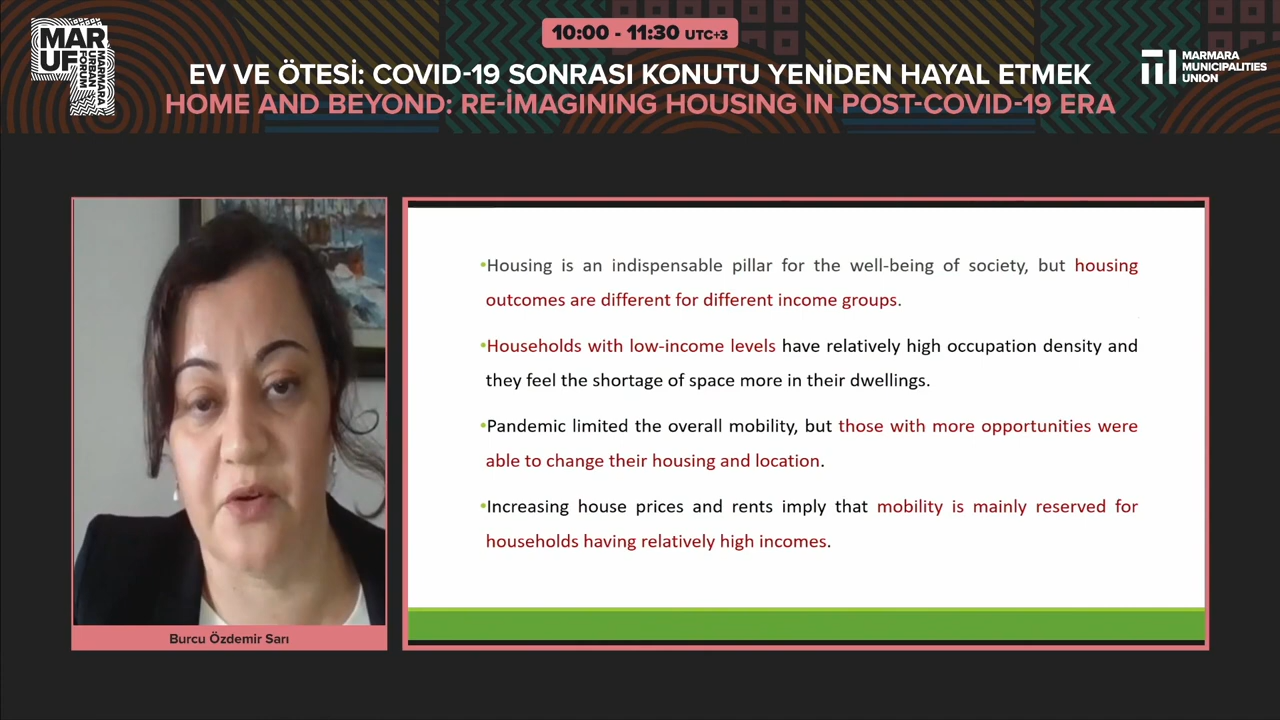 10:00 - 11:30 UTC+3
MAR
UF
MARMARA
URBAN
FORUM
EV VE ÖTESİ: COVID-19 SONRASI KONUTU YENİDEN HAYAL ETMEK
HOME AND BEYOND: RE-İMAGINING HOUSING IN POST-COVID-19 ERA
MARMARA
MUNICIPALITIES
UNION
•Housing is an indispensable pillar for the well-being of society, but housing
outcomes are different for different income groups.
•Households with low-income levels have relatively high occupation density and
they feel the shortage of space more in their dwellings.
•Pandemic limited the overall mobility, but those with more opportunities were
able to change their housing and location.
•Increasing house prices and rents imply that mobility is mainly reserved for
households having relatively high incomes.
Burcu Özdemir Sarı